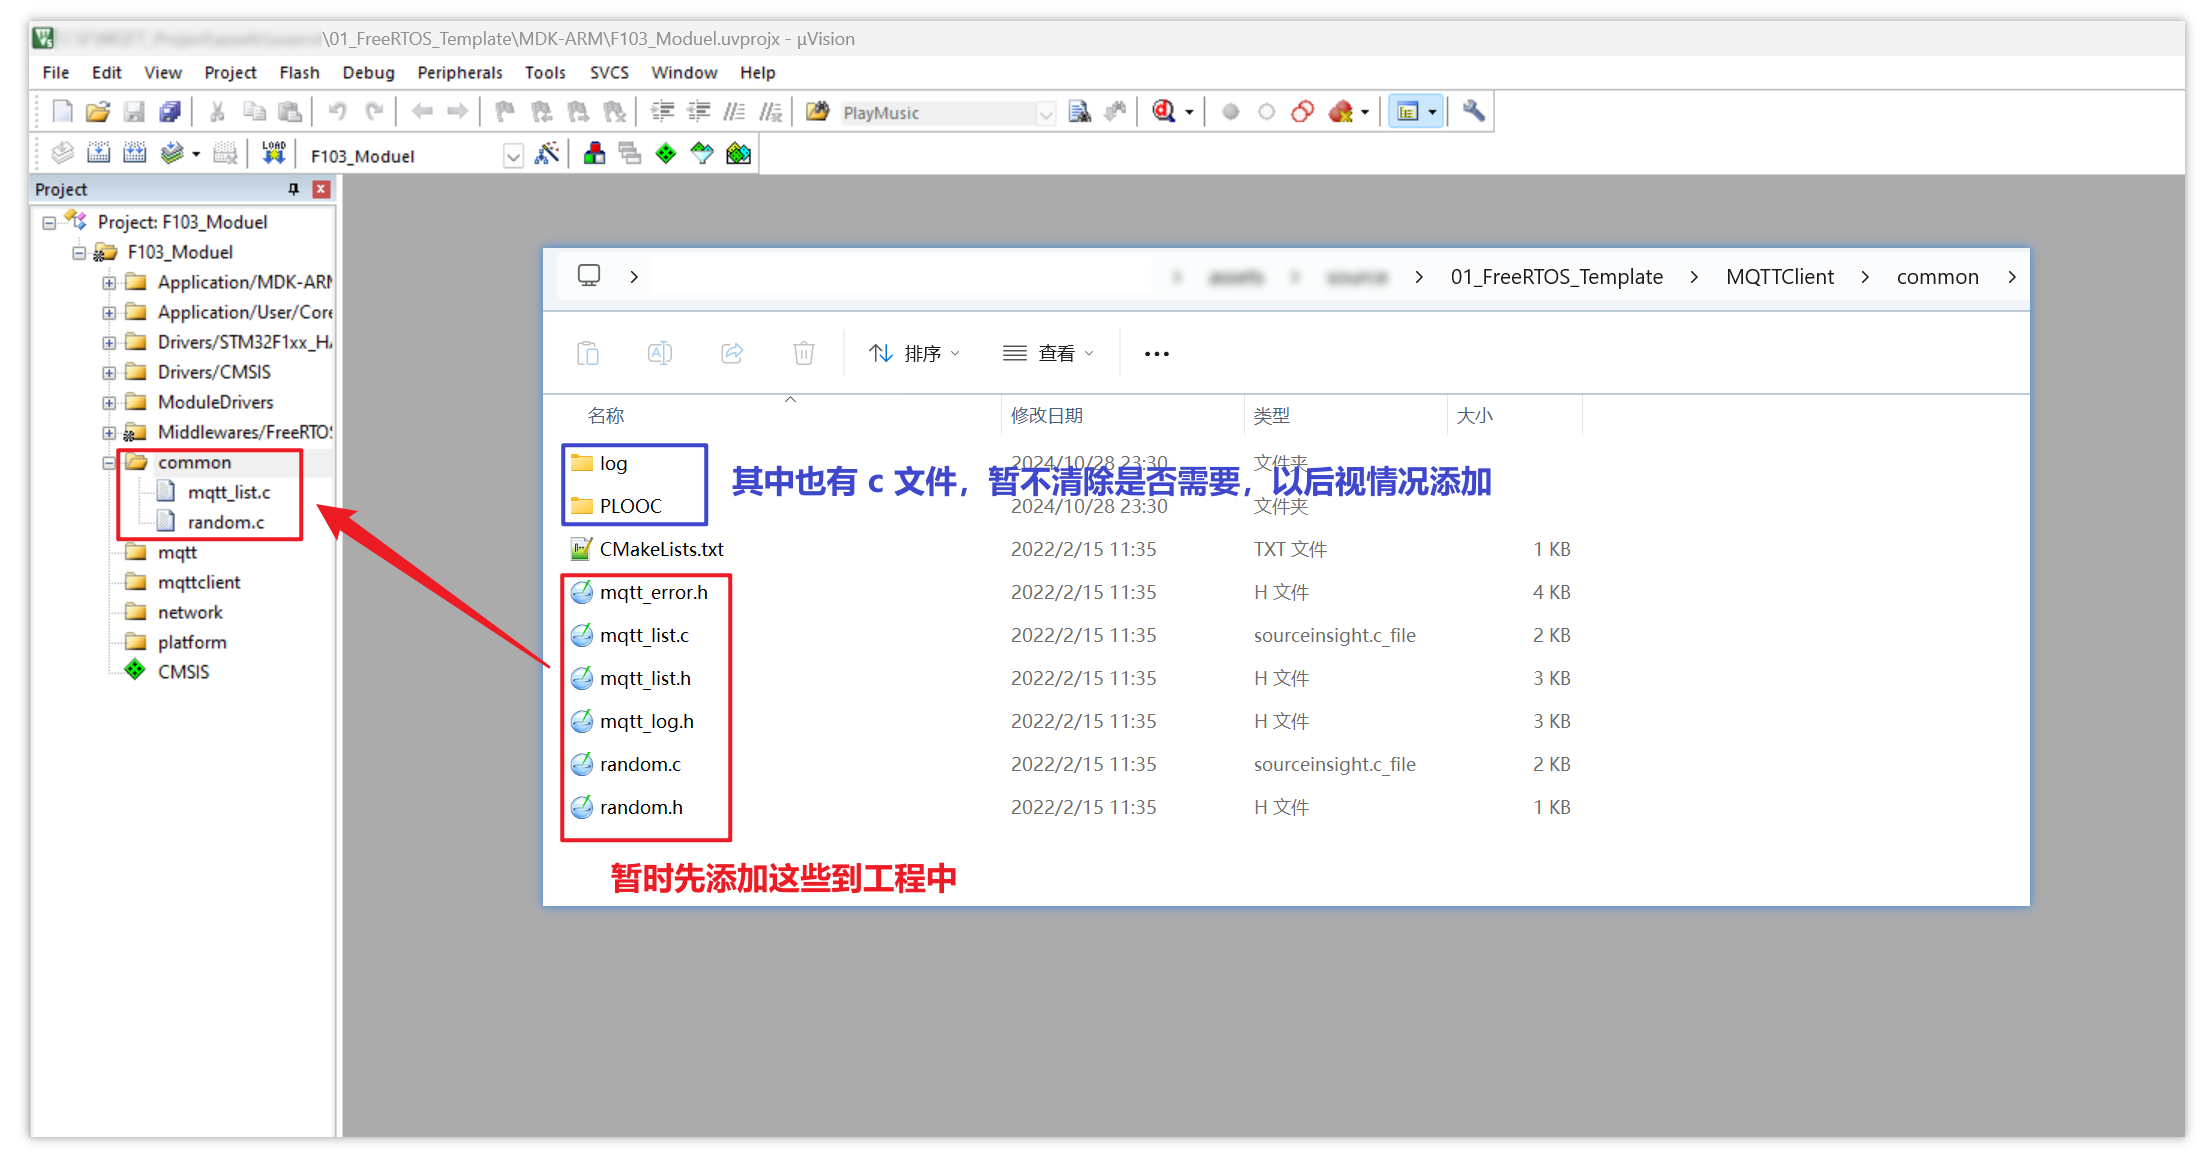 \01_FreeRTOS_Template\MDK-ARM\F103_Moduel.uvprojx - µVision
File Edit View Project Flash Debug Peripherals Tools SVCS Window Help
PlayMusic
LOAD
F103_Moduel
Project
Project: F103_Moduel
F103_Moduel
Application/MDK-ARM
Application/User/Core
Drivers/STM32F1xx_HA
Drivers/CMSIS
ModuleDrivers
Middlewares/FreeRTOS
common
mqtt_list.c
random.c
mqtt
mqttclient
network
platform
CMSIS
assets > source > 01_FreeRTOS_Template > MQTTClient > common >
排序 查看 •••
名称 修改日期 类型 大小
log 2024/10/28 23:30 文件夹
其中也有 c 文件，暂不清除是否需要，以后视情况添加
PLOOC 2024/10/28 23:30 文件夹
CMakeLists.txt 2022/2/15 11:35 TXT 文件 1 KB
mqtt_error.h 2022/2/15 11:35 H 文件 4 KB
mqtt_list.c 2022/2/15 11:35 sourceinsight.c_file 2 KB
mqtt_list.h 2022/2/15 11:35 H 文件 3 KB
mqtt_log.h 2022/2/15 11:35 H 文件 3 KB
random.c 2022/2/15 11:35 sourceinsight.c_file 2 KB
random.h 2022/2/15 11:35 H 文件 1 KB
暂时先添加这些到工程中